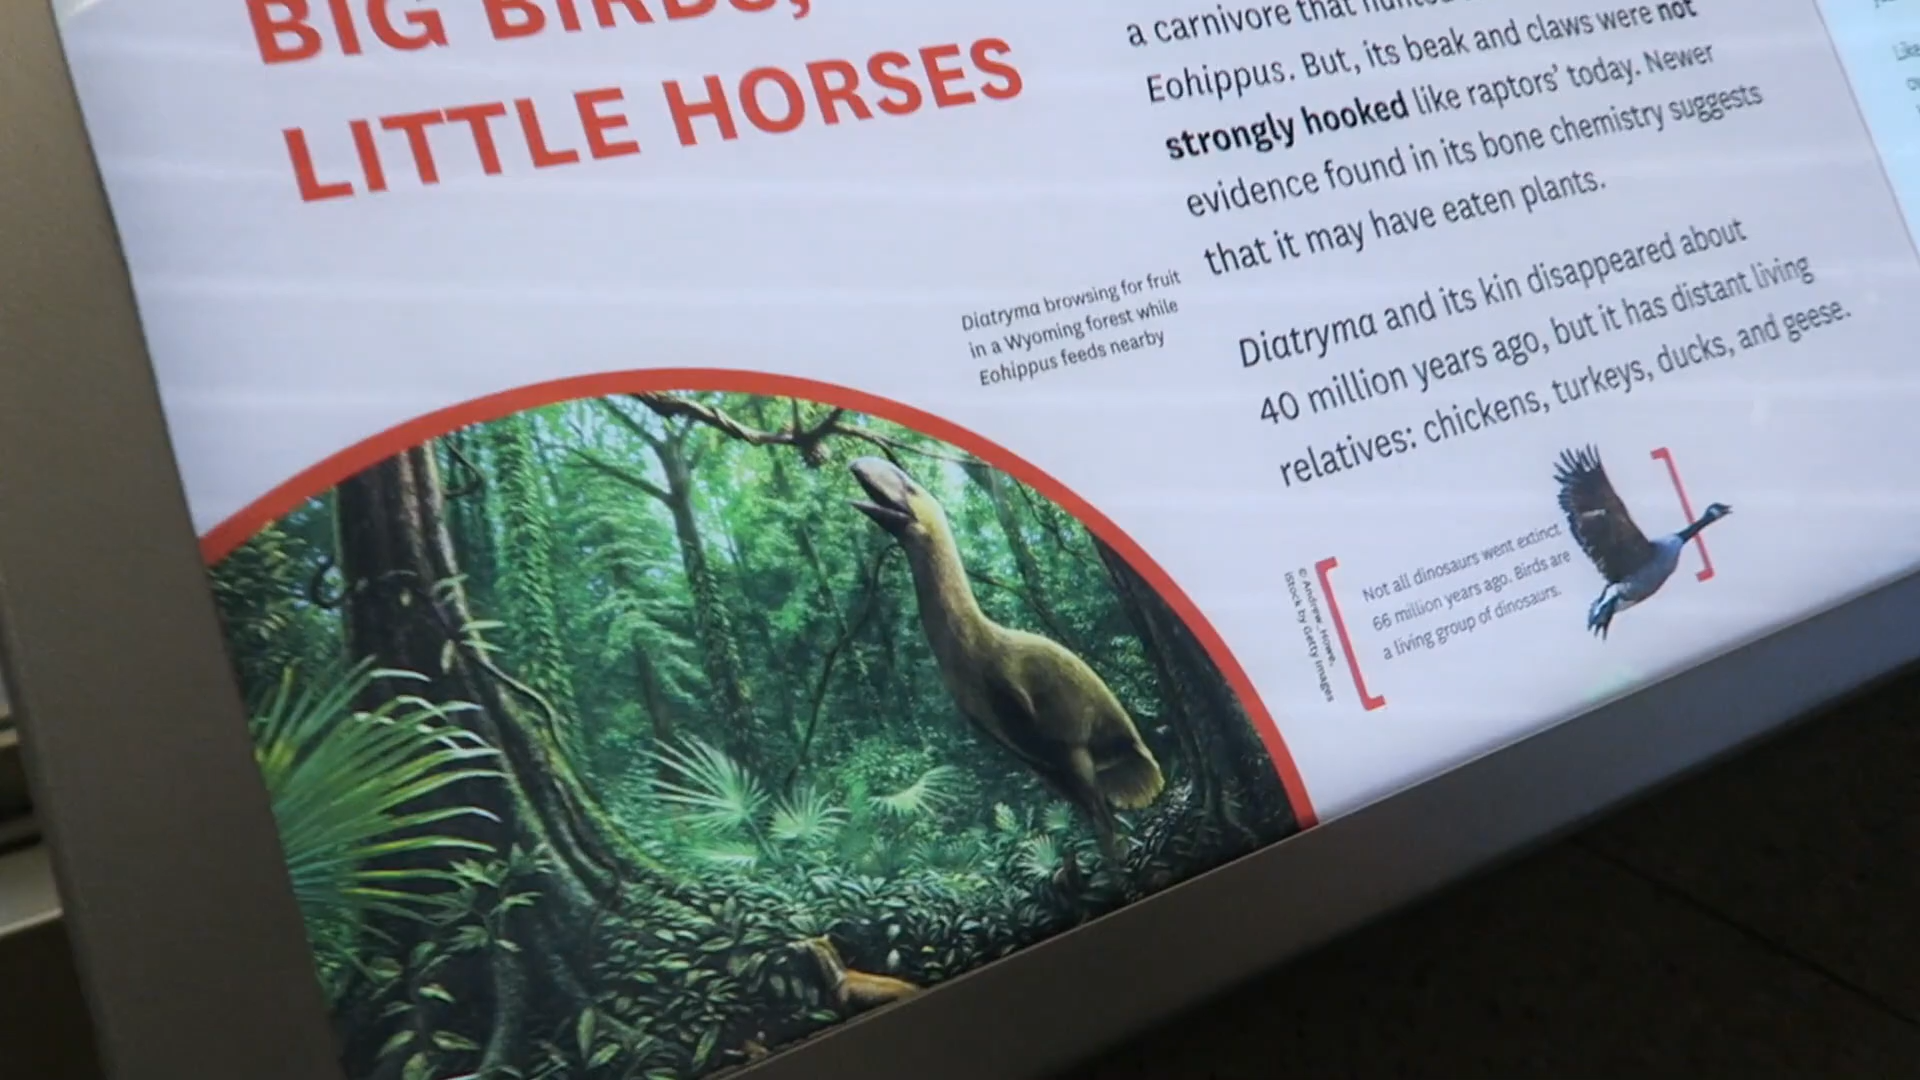 BIG BIRDS,
LITTLE HORSES
a carnivore that hunted
Eohippus. But, its beak and claws were not
strongly hooked like raptors’ today. Newer
evidence found in its bone chemistry suggests
that it may have eaten plants.
Diatryma and its kin disappeared about
40 million years ago, but it has distant living
relatives: chickens, turkeys, ducks, and geese.
Diatryma browsing for fruit
in a Wyoming forest while
Eohippus feeds nearby
Not all dinosaurs went extinct
66 million years ago. Birds are
a living group of dinosaurs.
© Andrew_Howe,
iStock by Getty Images